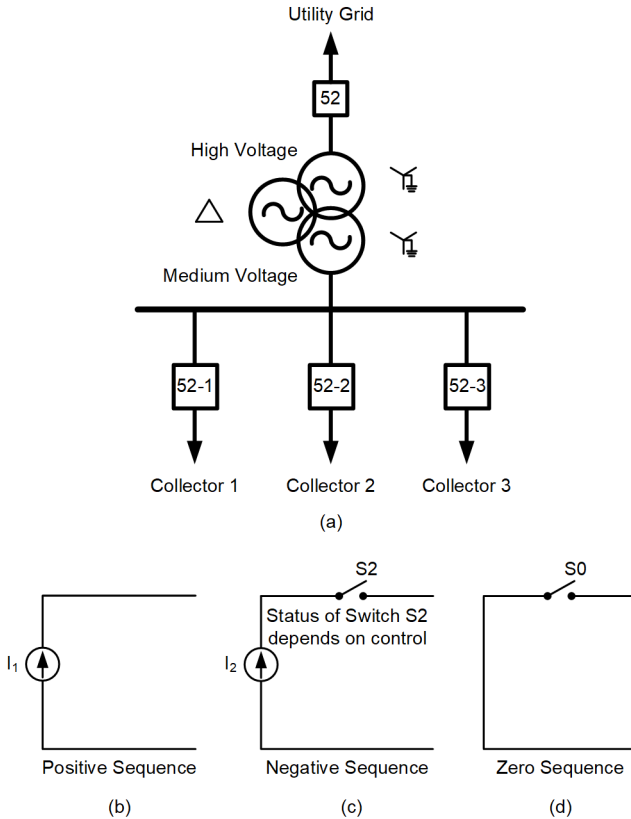 Utility Grid
52
High Voltage
Medium Voltage
52-1
52-2
52-3
Collector 1
Collector 2
Collector 3
(a)
I₁
Positive Sequence
(b)
S2
Status of Switch S2
depends on control
I₂
Negative Sequence
(c)
S0
Zero Sequence
(d)